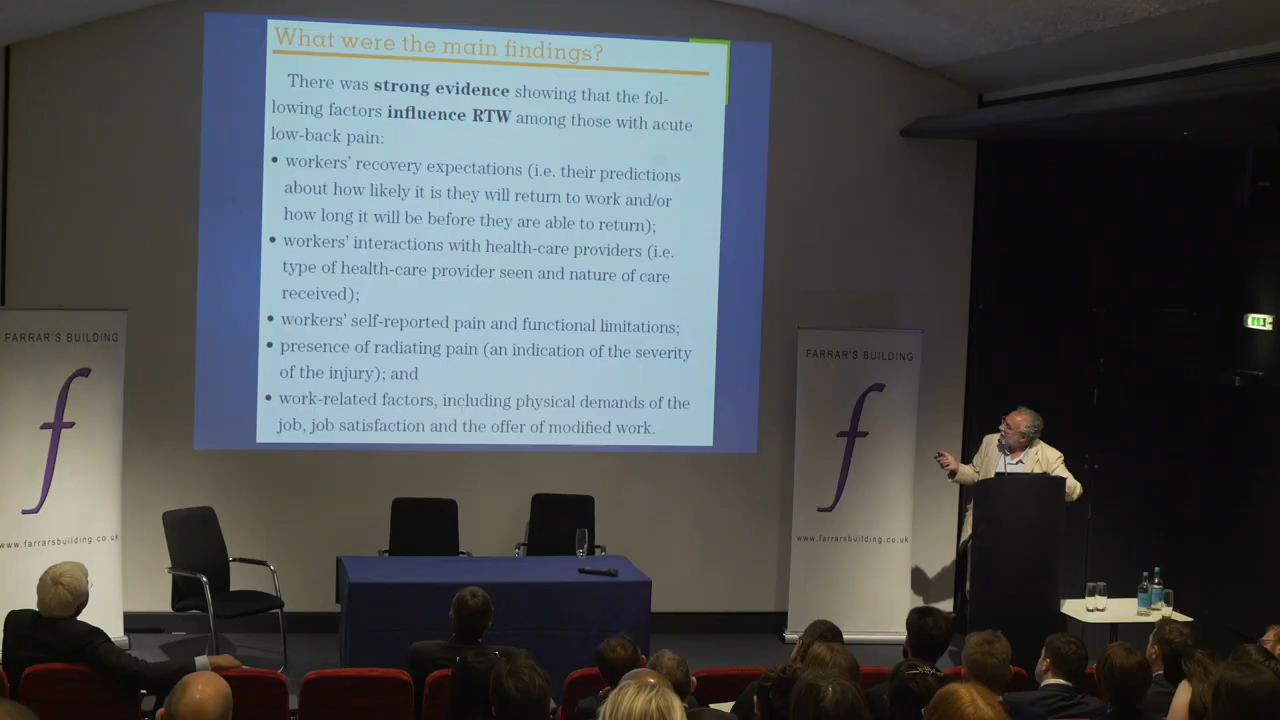 What were the main findings?
There was strong evidence showing that the fol-
lowing factors influence RTW among those with acute
low-back pain:
• workers' recovery expectations (i.e. their predictions
about how likely it is they will return to work and/or
how long it will be before they are able to return);
• workers' interactions with health-care providers (i.e.
type of health-care provider seen and nature of care
received);
• workers' self-reported pain and functional limitations;
• presence of radiating pain (an indication of the severity
of the injury); and
• work-related factors, including physical demands of the
job, job satisfaction and the offer of modified work.
FARRAR'S BUILDING
f
www.farrarsbuilding.co.uk
FARRAR'S BUILDING
f
www.farrarsbuilding.co.uk